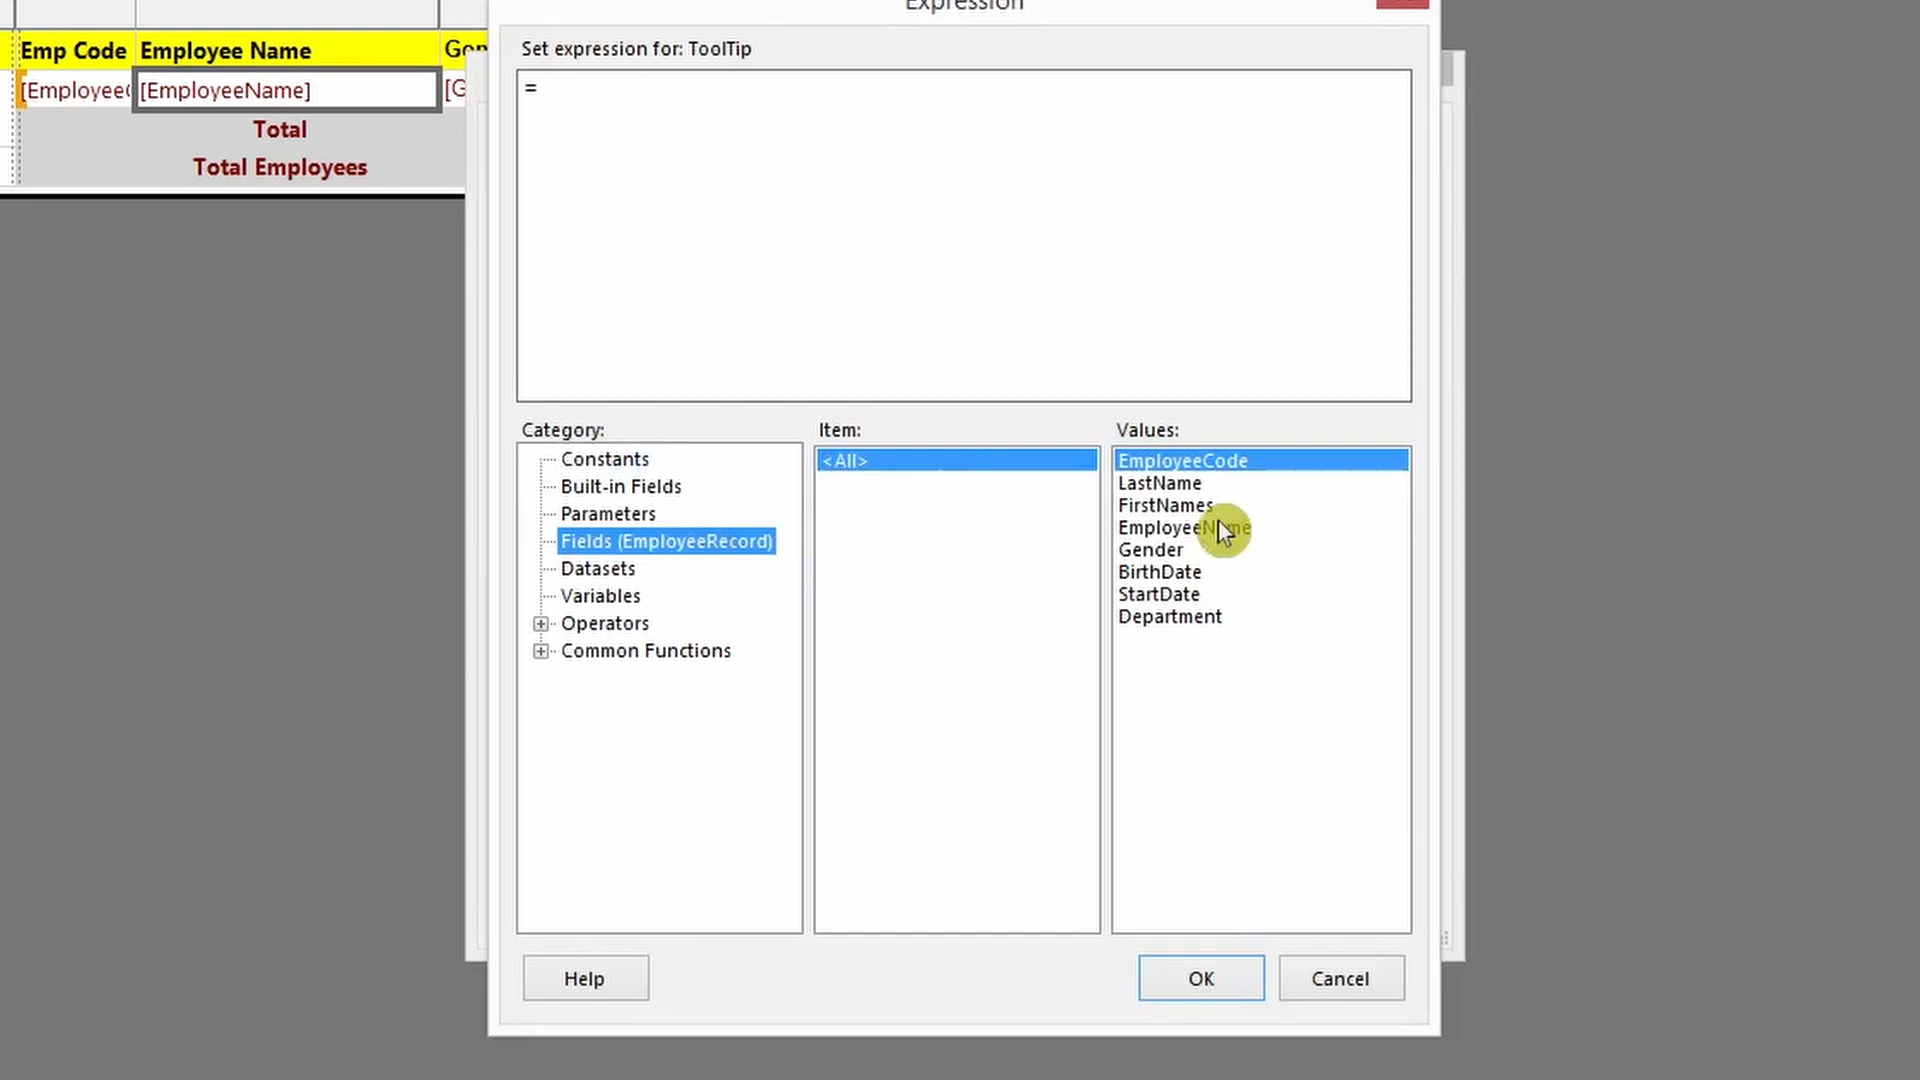 Expression
Set expression for: ToolTip
=
Emp Code Employee Name
[EmployeeName]
Total
Total Employees
Category:
Constants
Built-in Fields
Parameters
Fields (EmployeeRecord)
Datasets
Variables
Operators
Common Functions
Item:
<All>
Values:
EmployeeCode
LastName
FirstNames
EmployeeName
Gender
BirthDate
StartDate
Department
Help
OK
Cancel